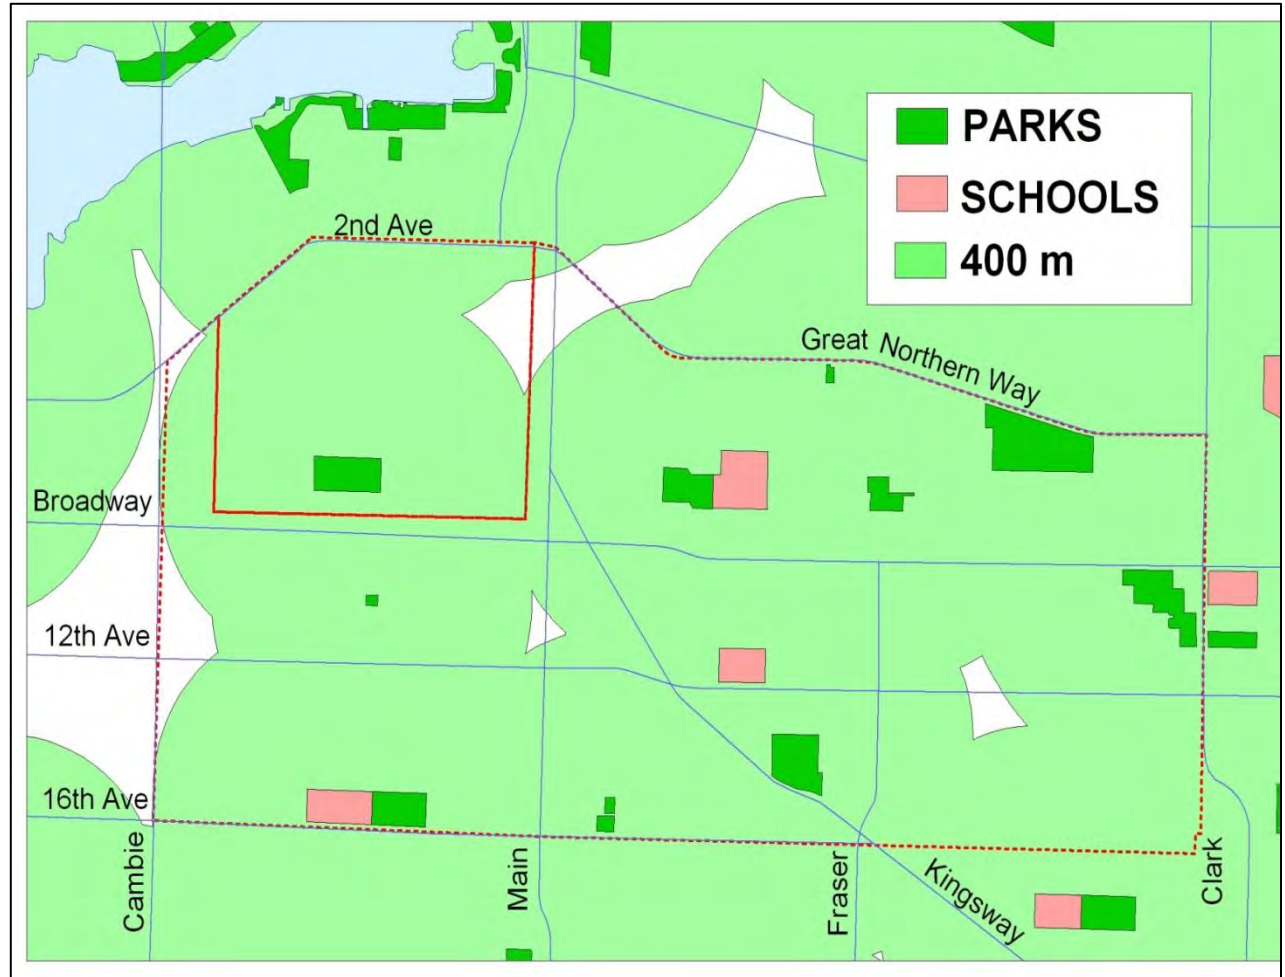 PARKS
SCHOOLS
400 m
2nd Ave
Great Northern Way
Broadway
12th Ave
16th Ave
Cambie
Main
Fraser
Kingsway
Clark